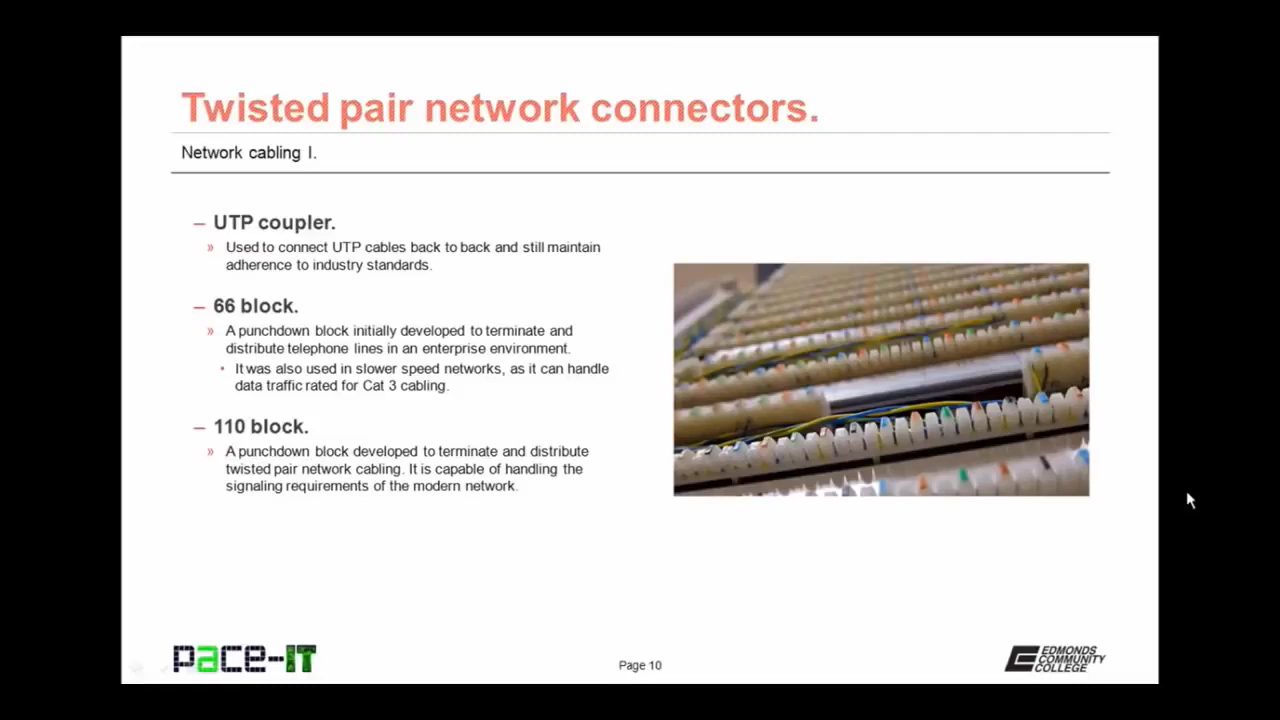 Twisted pair network connectors.
Network cabling I.
– UTP coupler.
» Used to connect UTP cables back to back and still maintain
adherence to industry standards.
– 66 block.
» A punchdown block initially developed to terminate and
distribute telephone lines in an enterprise environment.
• It was also used in slower speed networks, as it can handle
data traffic rated for Cat 3 cabling.
– 110 block.
» A punchdown block developed to terminate and distribute
twisted pair network cabling. It is capable of handling the
signaling requirements of the modern network.
pace-IT
Page 10
EDMONDS
COMMUNITY
COLLEGE